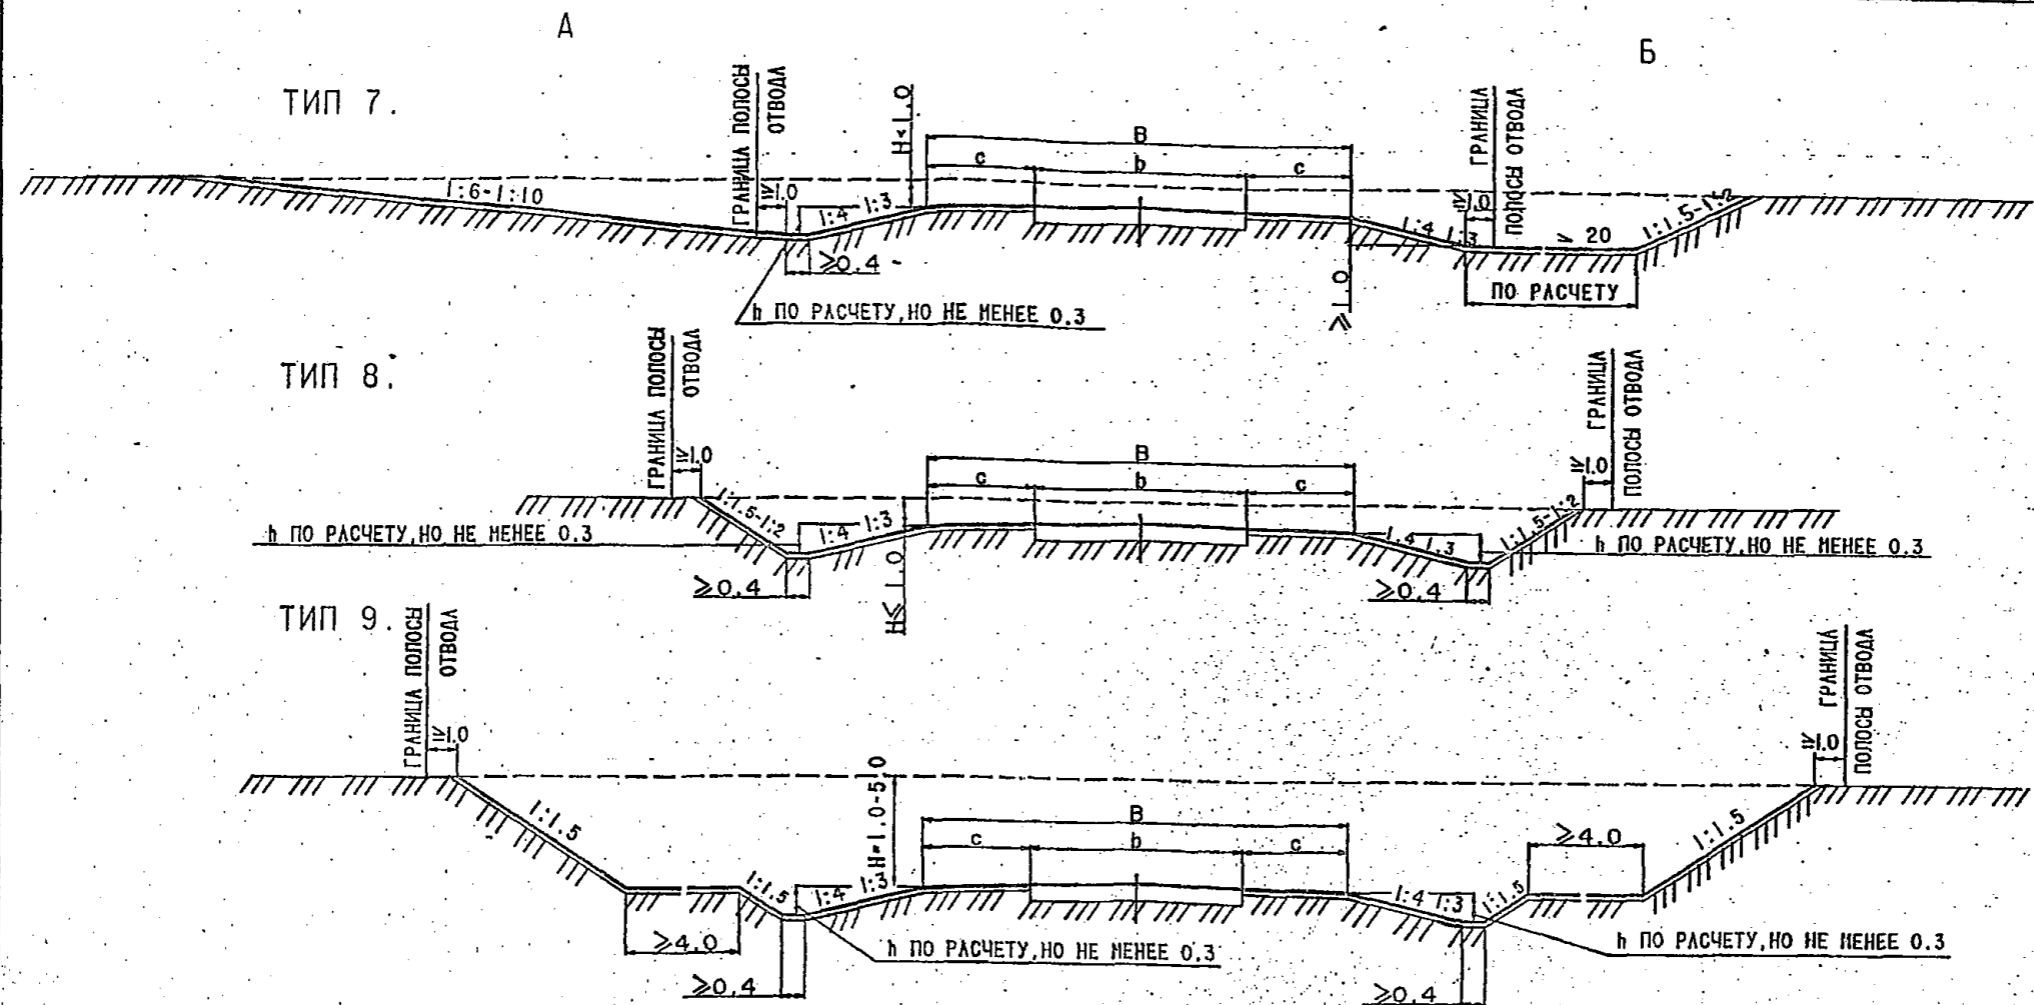 А
Б
ТИП 7.
ГРАНИЦА ПОЛОСЫ
ОТВОДА
H<1.0
B
c
b
c
ГРАНИЦА
ПОЛОСЫ ОТВОДА
1:6-1:10
≥1.0
1:4 1:3
≥1.0
1:4 1:3
20
1:1.5-1:2
≥0.4
≥1.0
ПО РАСЧЕТУ
h ПО РАСЧЕТУ, НО НЕ МЕНЕЕ 0.3
ТИП 8.
ГРАНИЦА ПОЛОСЫ
ОТВОДА
ГРАНИЦА
ПОЛОСЫ ОТВОДА
≥1.0
B
c
b
c
≥1.0
1:1.5-1:2
1:4 1:3
1:4 1:3
1:1.5-1:2
h ПО РАСЧЕТУ, НО НЕ МЕНЕЕ 0.3
h ПО РАСЧЕТУ, НО НЕ МЕНЕЕ 0.3
≥0.4
H≤1.0
≥0.4
ТИП 9.
ГРАНИЦА ПОЛОСЫ
ОТВОДА
ГРАНИЦА
ПОЛОСЫ ОТВОДА
≥1.0
≥1.0
H=1.0-5.0
B
c
b
c
1:1.5
≥4.0
1:1.5
1:1.5
1:4 1:3
1:4 1:3
1:1.5
≥4.0
h ПО РАСЧЕТУ, НО НЕ МЕНЕЕ 0.3
h ПО РАСЧЕТУ, НО НЕ МЕНЕЕ 0.3
≥0.4
≥0.4